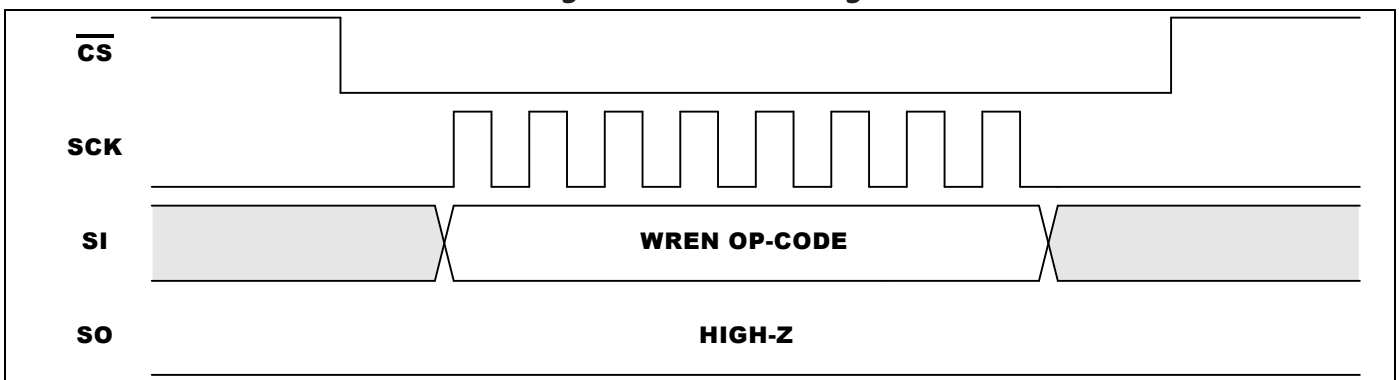 CS
SCK
SI
WREN OP-CODE
SO
HIGH-Z